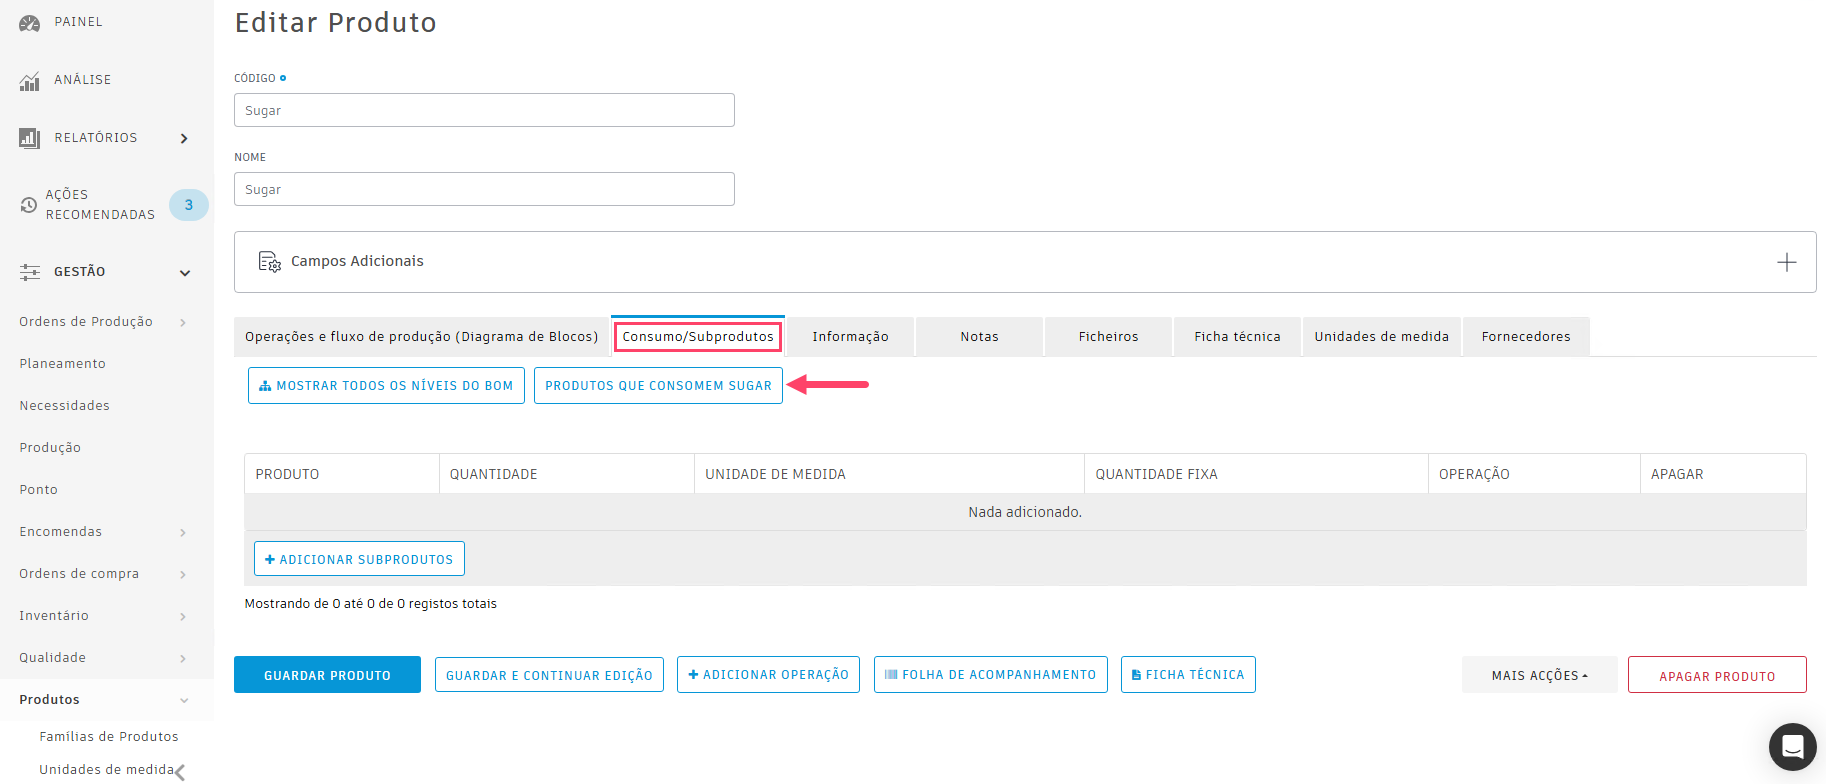 PAINEL
ANÁLISE
RELATÓRIOS
AÇÕES
RECOMENDADAS
3
GESTÃO
Ordens de Produção
Planeamento
Necessidades
Produção
Ponto
Encomendas
Ordens de compra
Inventário
Qualidade
Produtos
Famílias de Produtos
Unidades de medida
Editar Produto
CÓDIGO
Sugar
NOME
Sugar
Campos Adicionais
Operações e fluxo de produção (Diagrama de Blocos) Consumo/Subprodutos Informação Notas Ficheiros Ficha técnica Unidades de medida Fornecedores
MOSTRAR TODOS OS NÍVEIS DO BOM PRODUTOS QUE CONSOMEM SUGAR
PRODUTO QUANTIDADE UNIDADE DE MEDIDA QUANTIDADE FIXA OPERAÇÃO APAGAR
Nada adicionado.
+ ADICIONAR SUBPRODUTOS
Mostrando de 0 até 0 de 0 registos totais
GUARDAR PRODUTO GUARDAR E CONTINUAR EDIÇÃO + ADICIONAR OPERAÇÃO FOLHA DE ACOMPANHAMENTO FICHA TÉCNICA MAIS ACÇÕES APAGAR PRODUTO